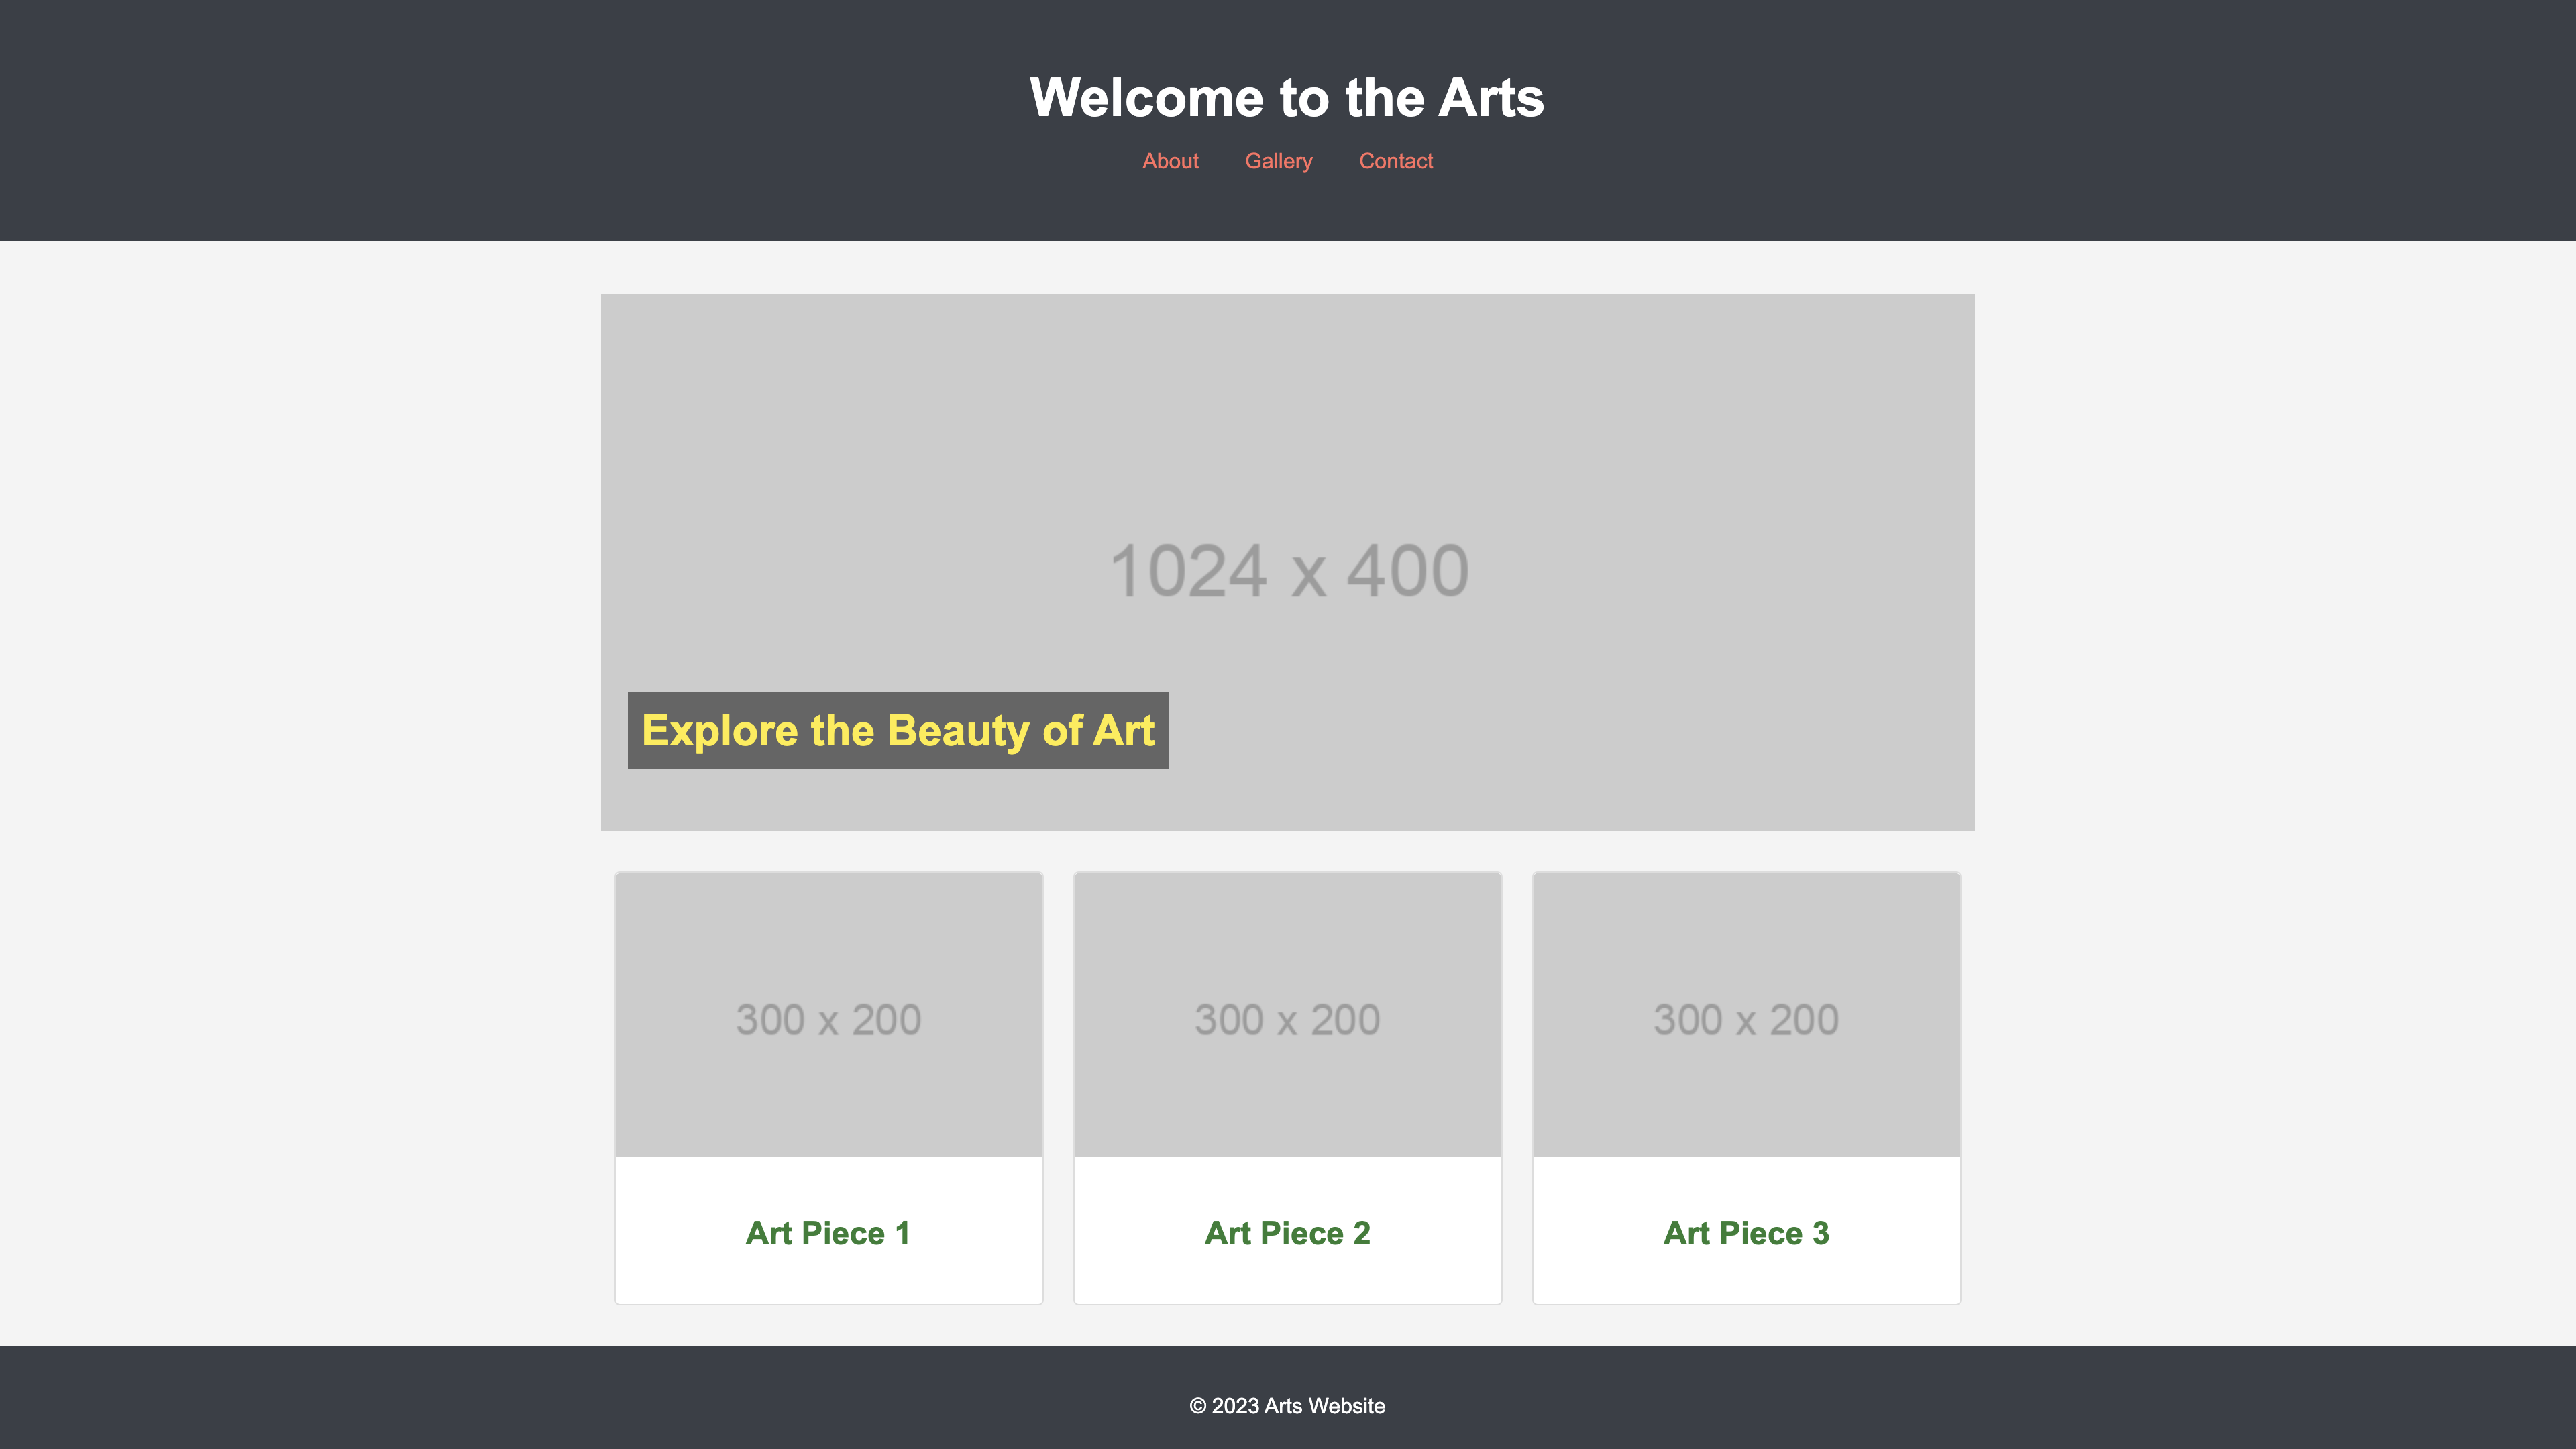 Welcome to the Arts
About Gallery Contact
1024 x 400
Explore the Beauty of Art
300 x 200 300 x 200 300 x 200
Art Piece 1 Art Piece 2 Art Piece 3
© 2023 Arts Website